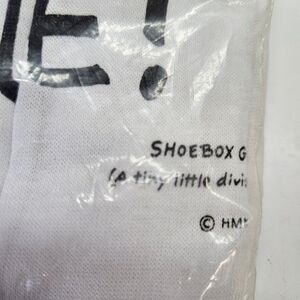 E!
SHOEBOX G
(A tiny little divi
© HM